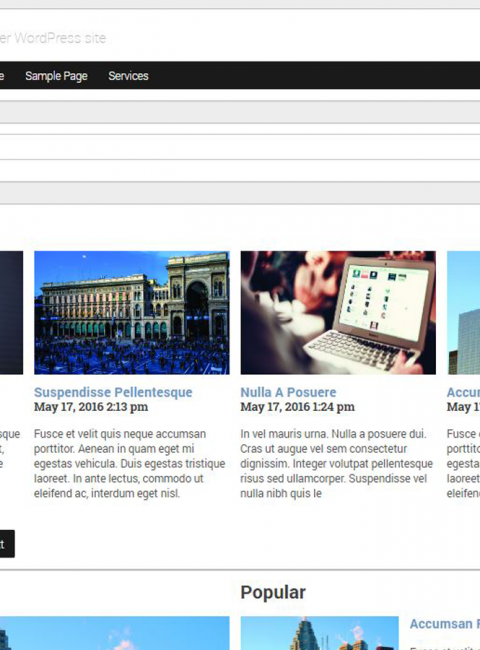 er WordPress site
e Sample Page Services
Suspendisse Pellentesque
May 17, 2016 2:13 pm
Fusce et velit quis neque accumsan
porttitor. Aenean in quam eget mi
egestas vehicula. Duis egestas tristique
laoreet. In ante lectus, commodo ut
eleifend ac, interdum eget nisl.
Nulla A Posuere
May 17, 2016 1:24 pm
In vel mauris urna. Nulla a posuere dui.
Cras ut augue vel sem consectetur
dignissim. Integer volutpat pellentesque
risus sed ullamcorper. Suspendisse vel
nulla nibh quis le
Accu
May 1
Fusce
porttito
egesta
laoreet
eleifen
sque
t,
e
t
Popular
Accumsan